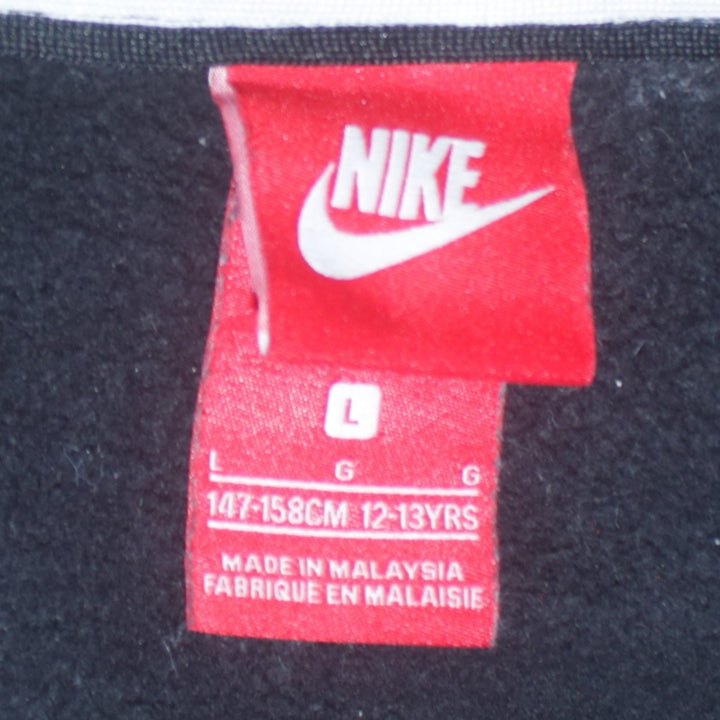 NIKE
L
L G G
147-158CM 12-13YRS
MADE IN MALAYSIA
FABRIQUE EN MALAISIE